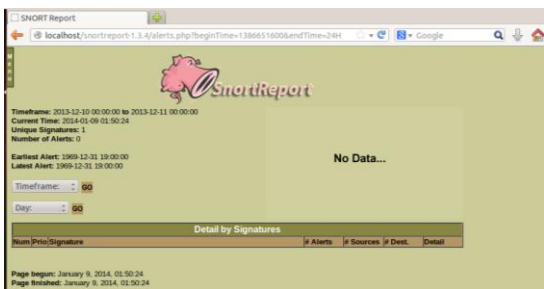 SNORT Report
localhost/snortreport-1.3.4/alerts.php?beginTime=1386651600&endTime=24H
Google
SnortReport
Timeframe: 2013-12-10 00:00:00 to 2013-12-11 00:00:00
Current Time: 2014-01-09 01:50:24
Unique Signatures: 1
Number of Alerts: 0
Earliest Alert: 1969-12-31 19:00:00
Latest Alert: 1969-12-31 19:00:00
No Data...
Timeframe: GO
Day: GO
Detail by Signatures
Num Prio Signature # Alerts # Sources # Dest. Detail
Page begun: January 9, 2014, 01:50:24
Page finished: January 9, 2014, 01:50:24